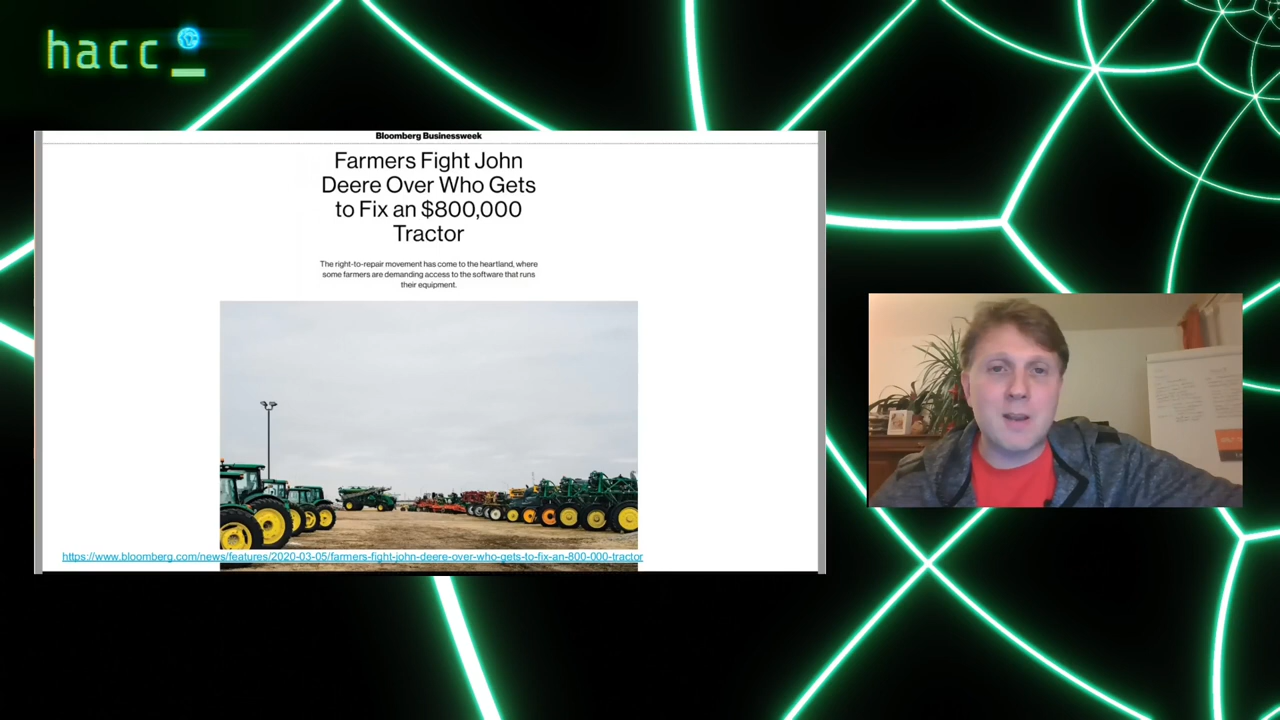 hacc
Bloomberg Businessweek
Farmers Fight John
Deere Over Who Gets
to Fix an $800,000
Tractor
The right-to-repair movement has come to the heartland, where
some farmers are demanding access to the software that runs
their equipment.
https://www.bloomberg.com/news/features/2020-03-05/farmers-fight-john-deere-over-who-gets-to-fix-an-800-000-tractor